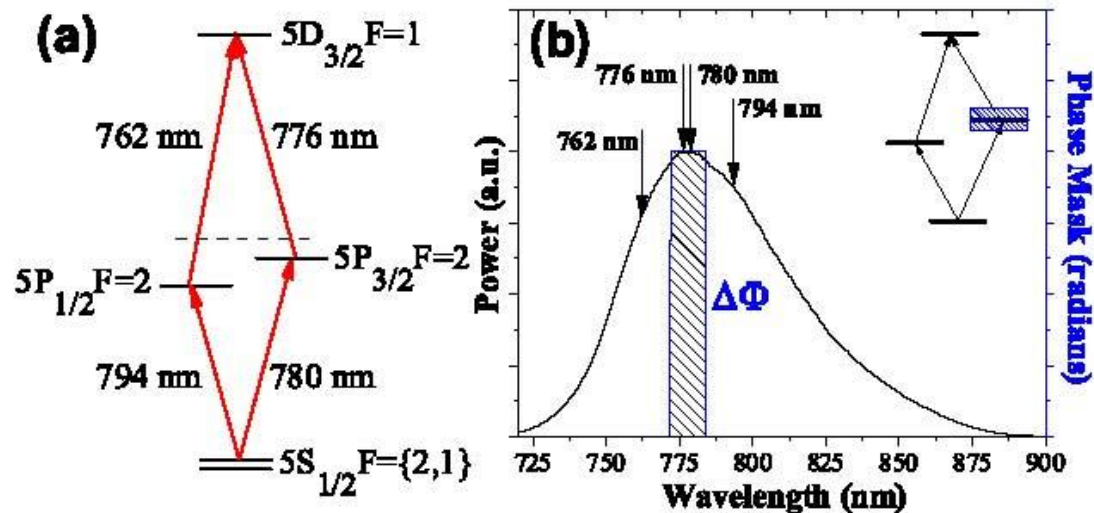 (a)
5D3/2F=1
762 nm
776 nm
5P1/2F=2
5P3/2F=2
794 nm
780 nm
5S1/2F={2,1}
(b)
776 nm
780 nm
794 nm
762 nm
ΔΦ
Power (a.u.)
Phase Mask (radians)
725 750 775 800 825 850 875 900
Wavelength (nm)